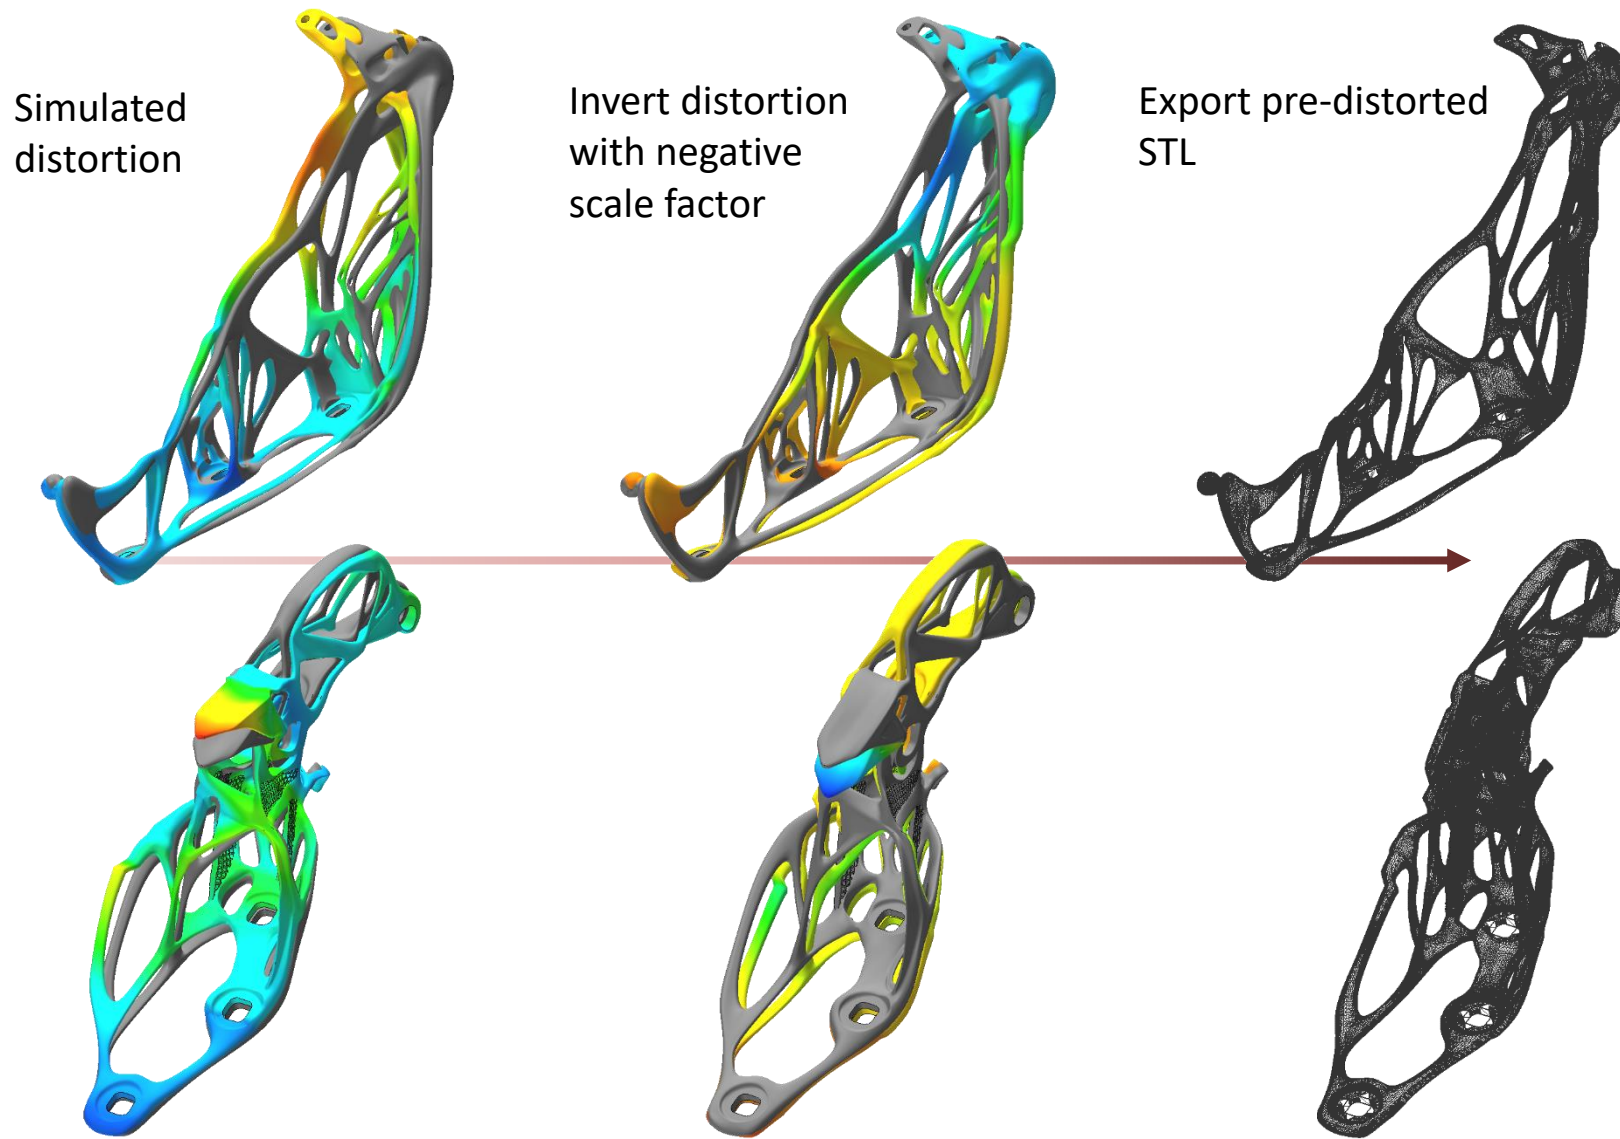 Simulated
distortion
Invert distortion
with negative
scale factor
Export pre-distorted
STL